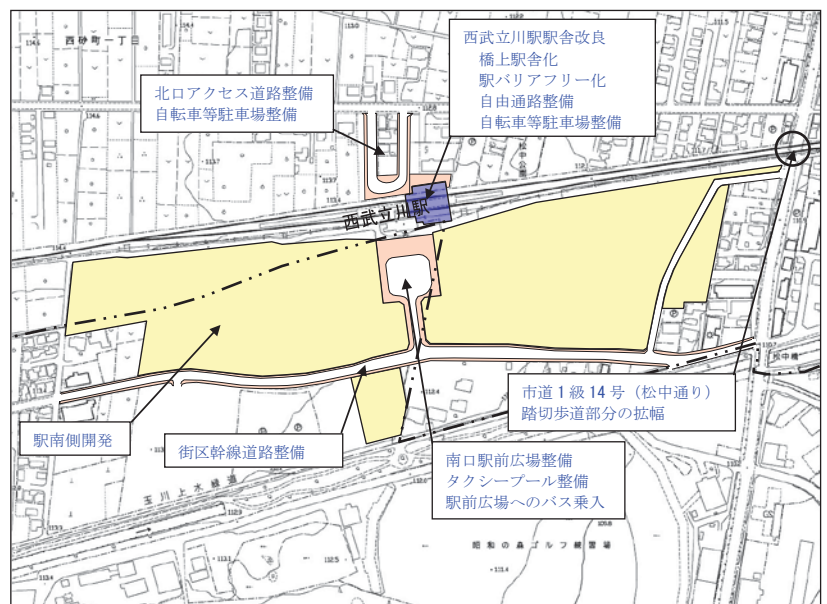 西砂町一丁目
西武立川駅駅舎改良
橋上駅舎化
駅バリアフリー化
自由通路整備
自転車等駐車場整備
北口アクセス道路整備
自転車等駐車場整備
松中公園
西武立川駅
松中橋
市道1級14号（松中通り）
踏切歩道部分の拡幅
駅南側開発
街区幹線道路整備
南口駅前広場整備
タクシープール整備
駅前広場へのバス乗入
玉川上水緑道
昭和の森ゴルフ練習場